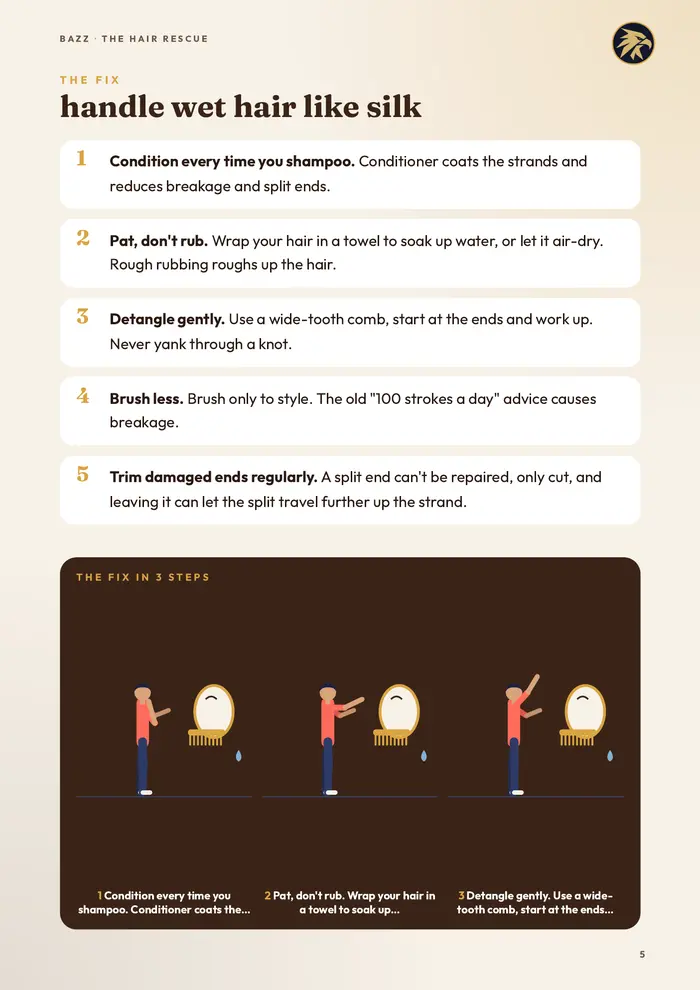 BAZZ · THE HAIR RESCUE
THE FIX
handle wet hair like silk
1
Condition every time you shampoo. Conditioner coats the strands and
reduces breakage and split ends.
2
Pat, don't rub. Wrap your hair in a towel to soak up water, or let it air-dry.
Rough rubbing roughs up the hair.
3
Detangle gently. Use a wide-tooth comb, start at the ends and work up.
Never yank through a knot.
4
Brush less. Brush only to style. The old "100 strokes a day" advice causes
breakage.
5
Trim damaged ends regularly. A split end can't be repaired, only cut, and
leaving it can let the split travel further up the strand.
THE FIX IN 3 STEPS
1 Condition every time you
shampoo. Conditioner coats the...
2 Pat, don't rub. Wrap your hair in
a towel to soak up...
3 Detangle gently. Use a wide-
tooth comb, start at the ends...
5